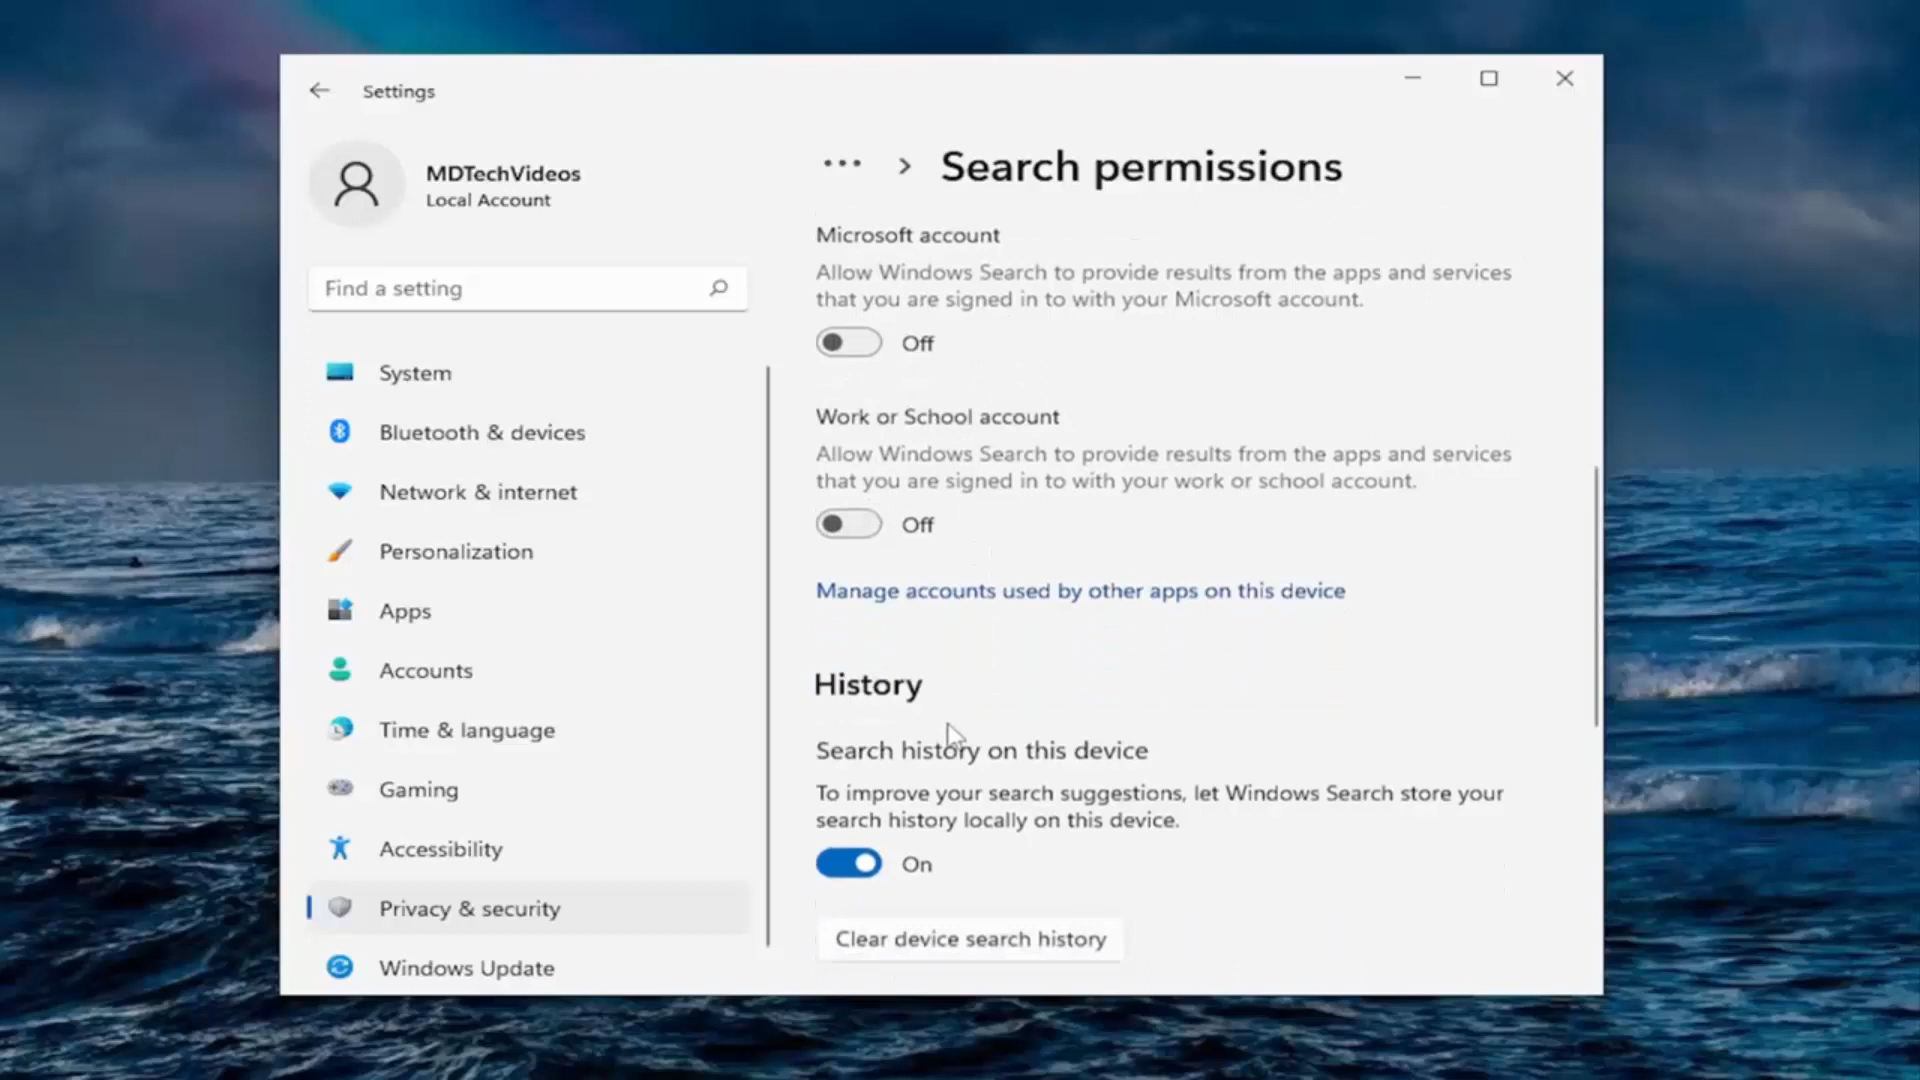 Settings
MDTechVideos
Local Account
Find a setting
System
Bluetooth & devices
Network & internet
Personalization
Apps
Accounts
Time & language
Gaming
Accessibility
Privacy & security
Windows Update
... > Search permissions
Microsoft account
Allow Windows Search to provide results from the apps and services
that you are signed in to with your Microsoft account.
Off
Work or School account
Allow Windows Search to provide results from the apps and services
that you are signed in to with your work or school account.
Off
Manage accounts used by other apps on this device
History
Search history on this device
To improve your search suggestions, let Windows Search store your
search history locally on this device.
On
Clear device search history